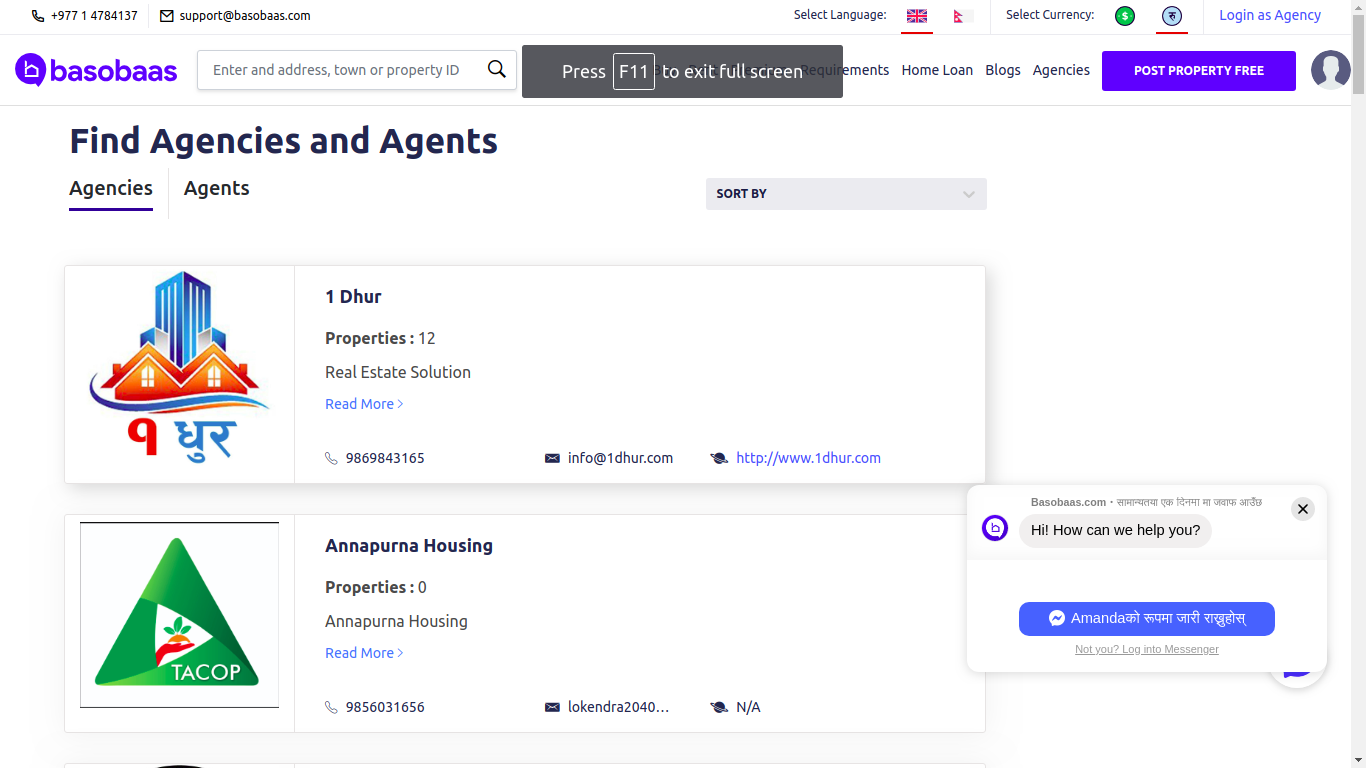 +977 1 4784137
support@basobaas.com
Select Language:
Select Currency:
$
रु
Login as Agency
basobaas
Enter and address, town or property ID
Press F11 to exit full screen
Requirements
Home Loan
Blogs
Agencies
POST PROPERTY FREE
Find Agencies and Agents
Agencies
Agents
SORT BY
१ धुर
1 Dhur
Properties : 12
Real Estate Solution
Read More
9869843165
info@1dhur.com
http://www.1dhur.com
TACOP
Annapurna Housing
Properties : 0
Annapurna Housing
Read More
9856031656
lokendra2040...
N/A
Basobaas.com • सामान्यतया एक दिनमा मा जवाफ आउँछ
Hi! How can we help you?
Amandaको रूपमा जारी राख्नुहोस्
Not you? Log into Messenger